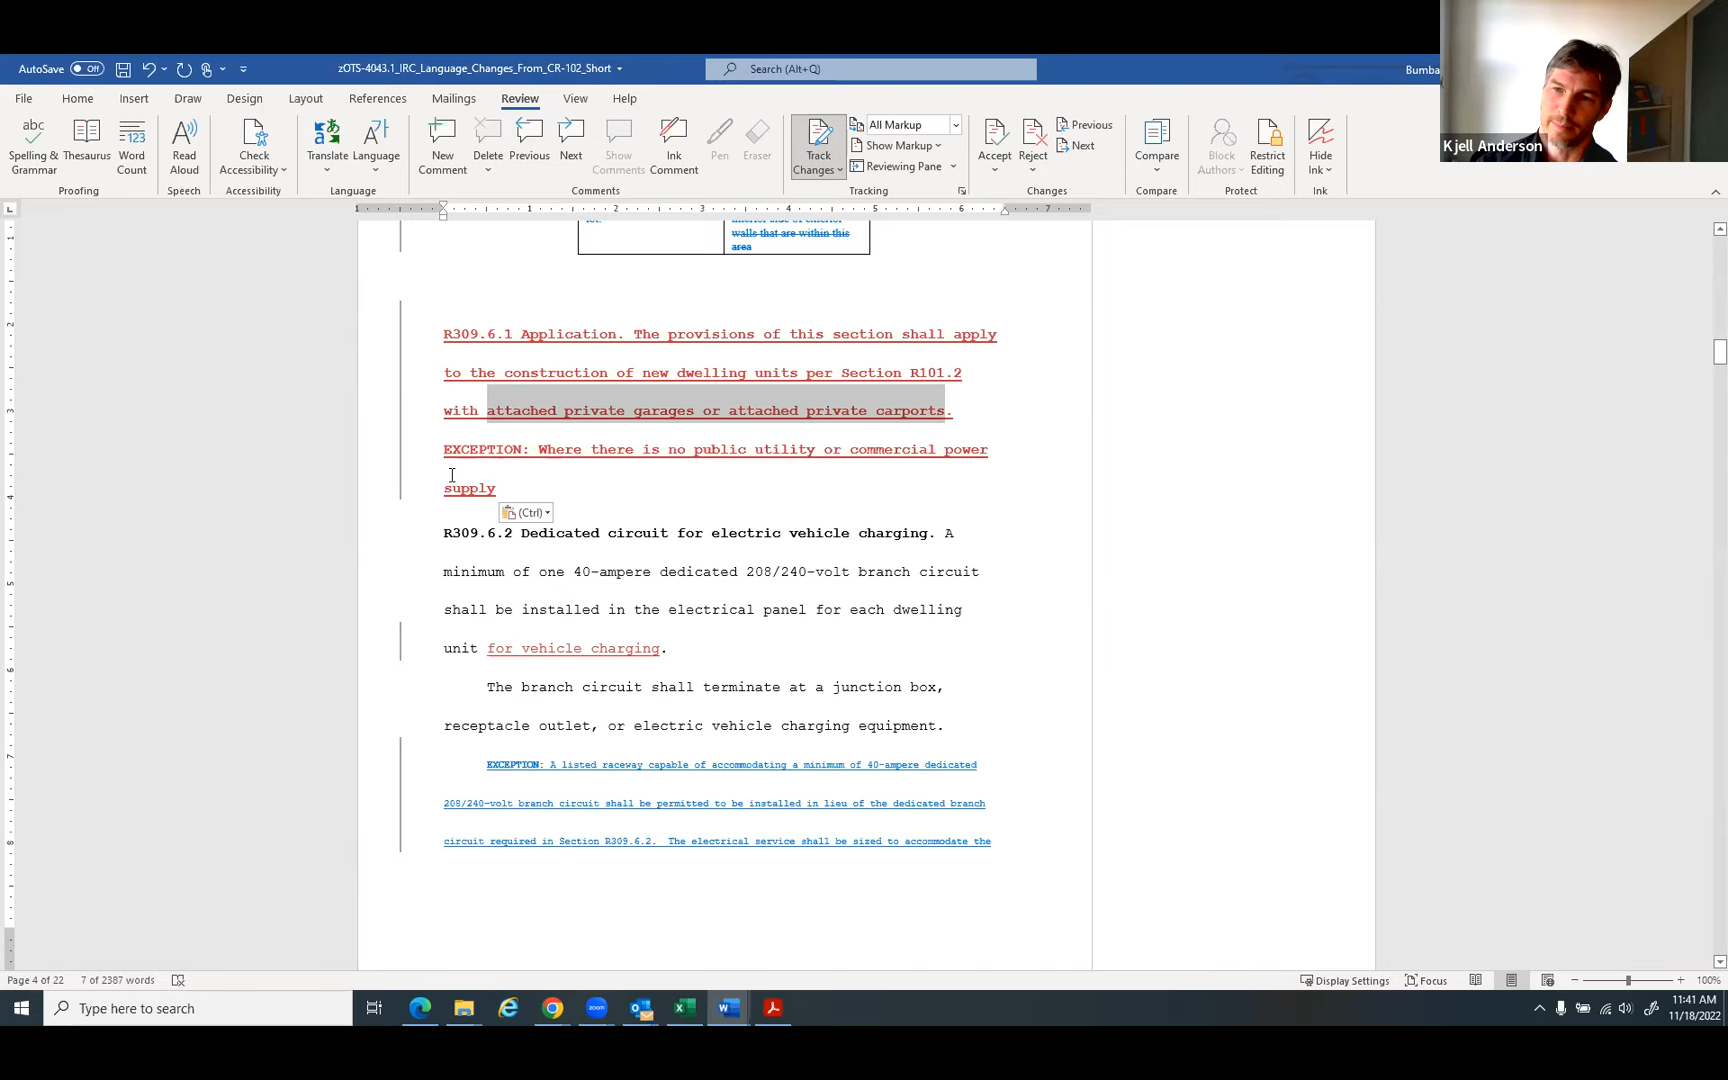 AutoSave Off
zOTS-4043.1_IRC_Language_Changes_From_CR-102_Short
Search (Alt+Q)
Bumba
Kjell Anderson
File Home Insert Draw Design Layout References Mailings Review View Help
abc
Spelling & Grammar
Thesaurus
123
Word Count
Read Aloud
Check Accessibility
Translate
Language
New Comment
Delete
Previous
Next
Show Comments
Ink Comment
Pen
Eraser
Track Changes
All Markup
Show Markup
Reviewing Pane
Accept
Reject
Previous
Next
Compare
Block Authors
Restrict Editing
Hide Ink
Proofing Speech Accessibility Language Comments Tracking Changes Compare Protect Ink
1 1 2 3 4 5 6 7
walls that are within this
area
R309.6.1 Application. The provisions of this section shall apply
to the construction of new dwelling units per Section R101.2
with attached private garages or attached private carports.
EXCEPTION: Where there is no public utility or commercial power
supply
(Ctrl)
R309.6.2 Dedicated circuit for electric vehicle charging. A
minimum of one 40-ampere dedicated 208/240-volt branch circuit
shall be installed in the electrical panel for each dwelling
unit for vehicle charging.
The branch circuit shall terminate at a junction box,
receptacle outlet, or electric vehicle charging equipment.
EXCEPTION: A listed raceway capable of accommodating a minimum of 40-ampere dedicated
208/240-volt branch circuit shall be permitted to be installed in lieu of the dedicated branch
circuit required in Section R309.6.2. The electrical service shall be sized to accommodate the
Page 4 of 22 7 of 2387 words
Display Settings Focus 100%
Type here to search
zoom
11:41 AM
11/18/2022